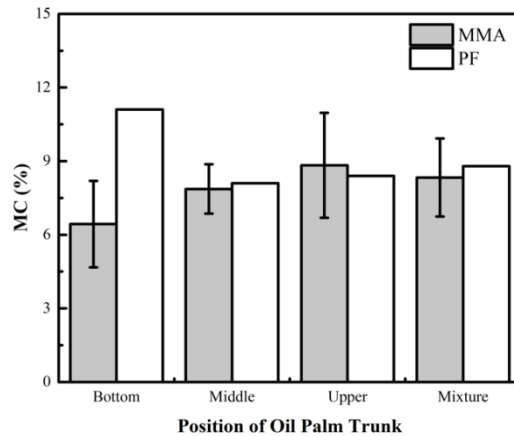 15
12
9
6
3
0
MC (%)
MMA
PF
Bottom Middle Upper Mixture
Position of Oil Palm Trunk